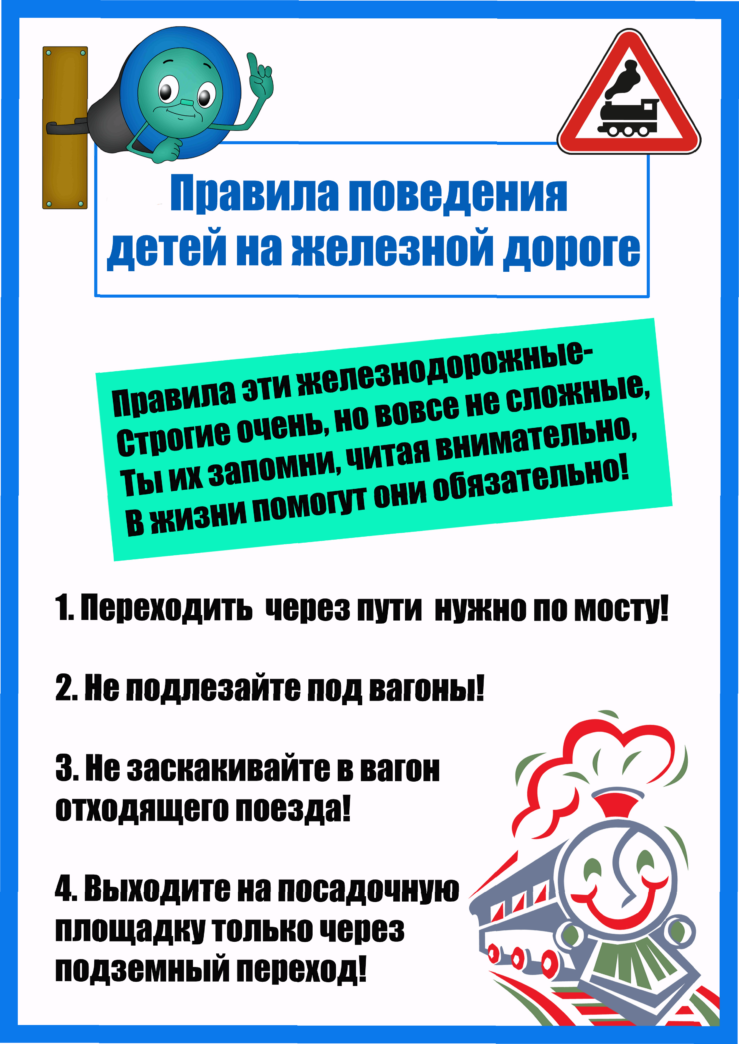 Правила поведения
детей на железной дороге
Правила эти железнодорожные-
Строгие очень, но вовсе не сложные,
Ты их запомни, читая внимательно,
В жизни помогут они обязательно!
1. Переходить через пути нужно по мосту!
2. Не подлезайте под вагоны!
3. Не заскакивайте в вагон
отходящего поезда!
4. Выходите на посадочную
площадку только через
подземный переход!